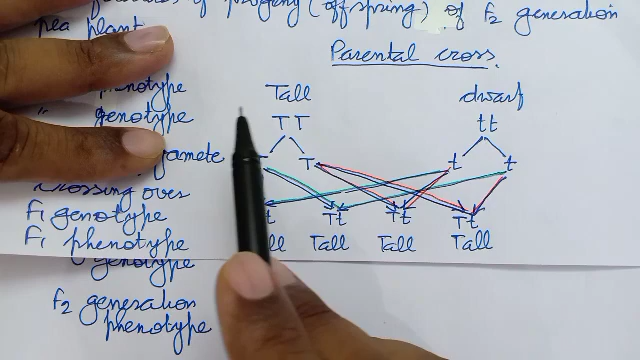 of progeny (offspring) of f2 generation
pea plant
Parental cross.
phenotype Tall dwarf
" genotype TT tt
gamete T t t
Crossing over
F1 genotype t Tt Tt Tt
F1 phenotype Tall Tall Tall
genotype
f2 generation
phenotype